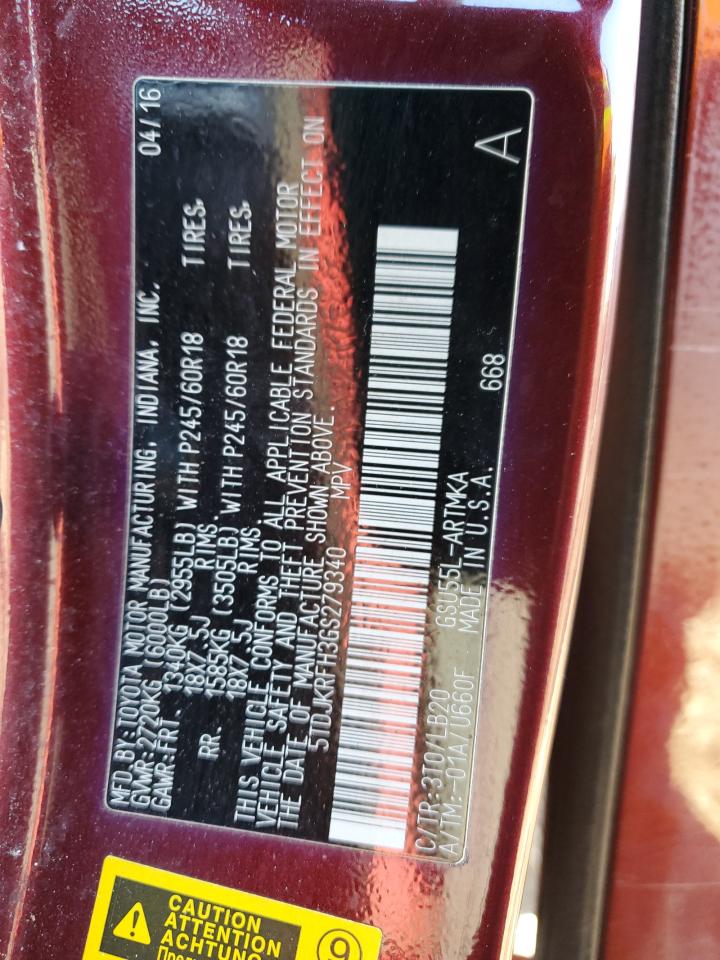 MFD.BY:TOYOTA MOTOR MANUFACTURING, INDIANA, INC. 04/16
GVWR:2720KG (6000LB)
GAWR:FRT. 1340KG (2955LB) WITH P245/60R18 TIRES,
18X7.5J RIMS
RR. 1585KG (3505LB) WITH P245/60R18 TIRES,
18X7.5J RIMS
THIS VEHICLE CONFORMS TO ALL APPLICABLE FEDERAL MOTOR
VEHICLE SAFETY AND THEFT PREVENTION STANDARDS IN EFFECT ON
THE DATE OF MANUFACTURE SHOWN ABOVE.
5TDJKRFH3GS279340 MPV
C/TR:3T0/LB20 GSU55L-ARTMKA 668 A
A/TM:-01A/U660F MADE IN U.S.A.
CAUTION
ATTENTION
ACHTUNG
9